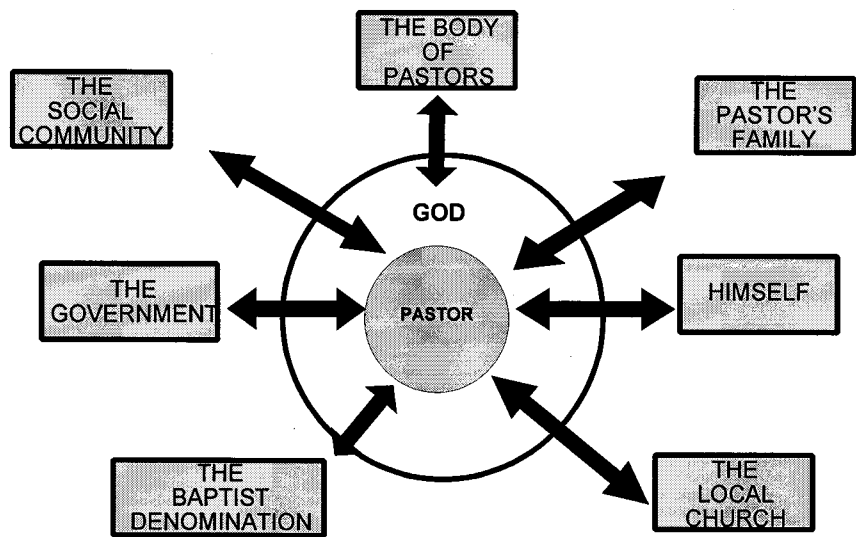 THE BODY
OF
PASTORS
THE
SOCIAL
COMMUNITY
THE
PASTOR'S
FAMILY
GOD
THE
GOVERNMENT
PASTOR
HIMSELF
THE
BAPTIST
DENOMINATION
THE
LOCAL
CHURCH